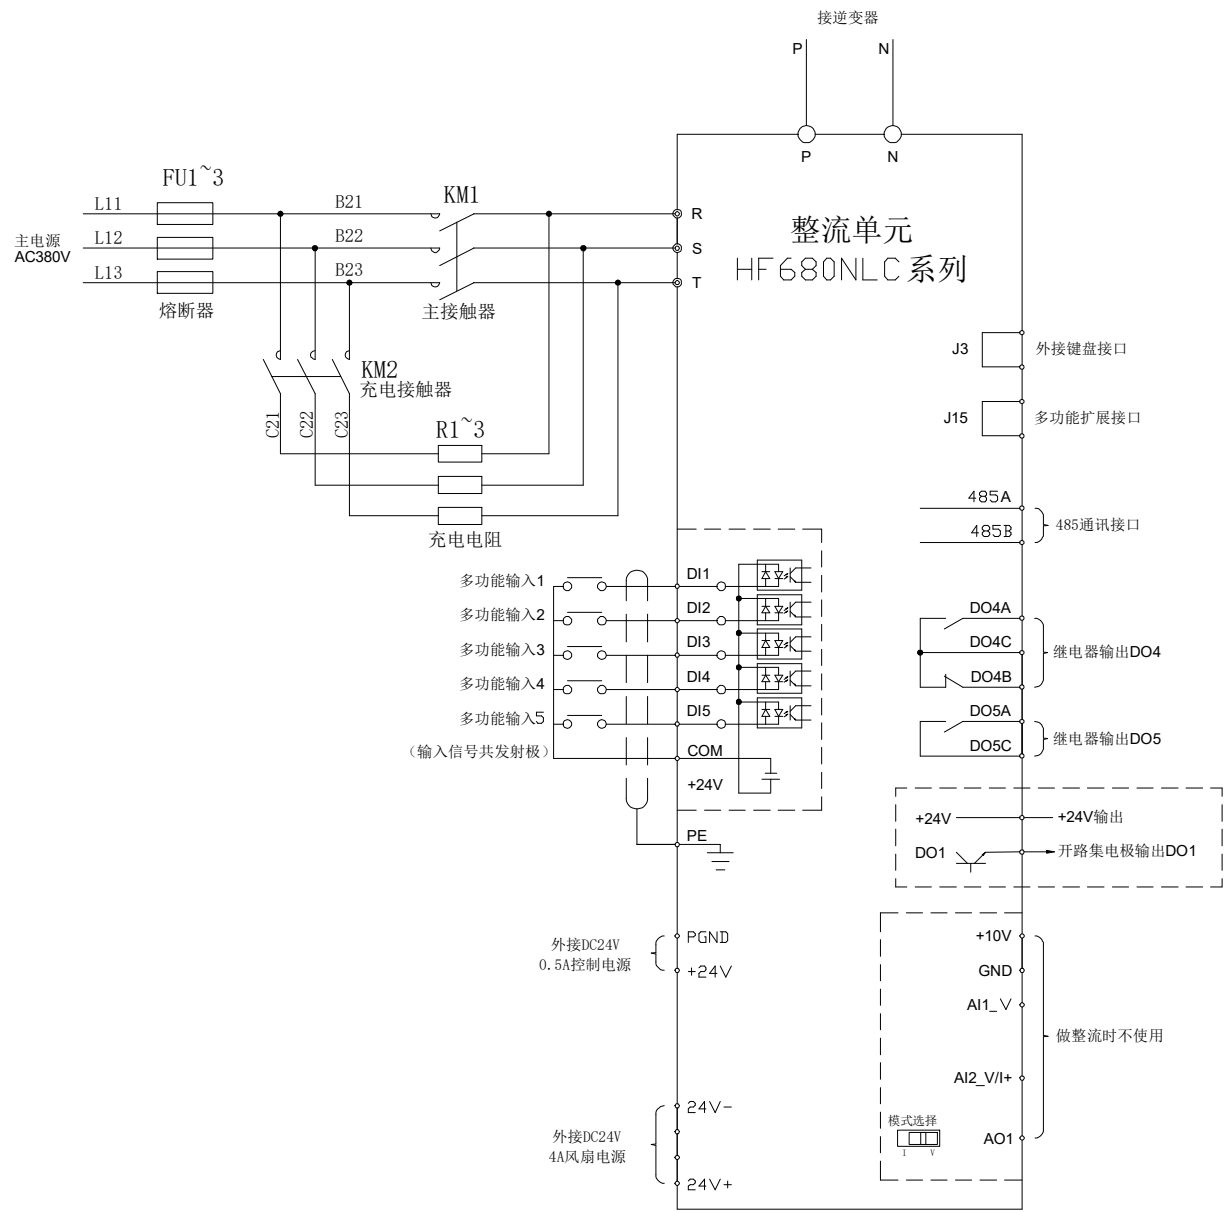 接逆变器
P
N
P
N
FU1~3
KM1
L11
B21
R
L12
B22
S
主电源
AC380V
L13
B23
T
整流单元
HF680NLC系列
熔断器
主接触器
KM2
充电接触器
C21
C22
C23
R1~3
充电电阻
J3
外接键盘接口
J15
多功能扩展接口
485A
485B
485通讯接口
多功能输入1
DI1
多功能输入2
DI2
多功能输入3
DI3
多功能输入4
DI4
多功能输入5
DI5
(输入信号共发射极)
COM
+24V
PE
DO4A
DO4C
DO4B
继电器输出DO4
DO5A
DO5C
继电器输出DO5
+24V
+24V输出
DO1
开路集电极输出DO1
外接DC24V
0.5A控制电源
PGND
+24V
+10V
GND
AI1_V
AI2_V/I+
AO1
做整流时不使用
模式选择
I V
外接DC24V
4A风扇电源
24V-
24V+